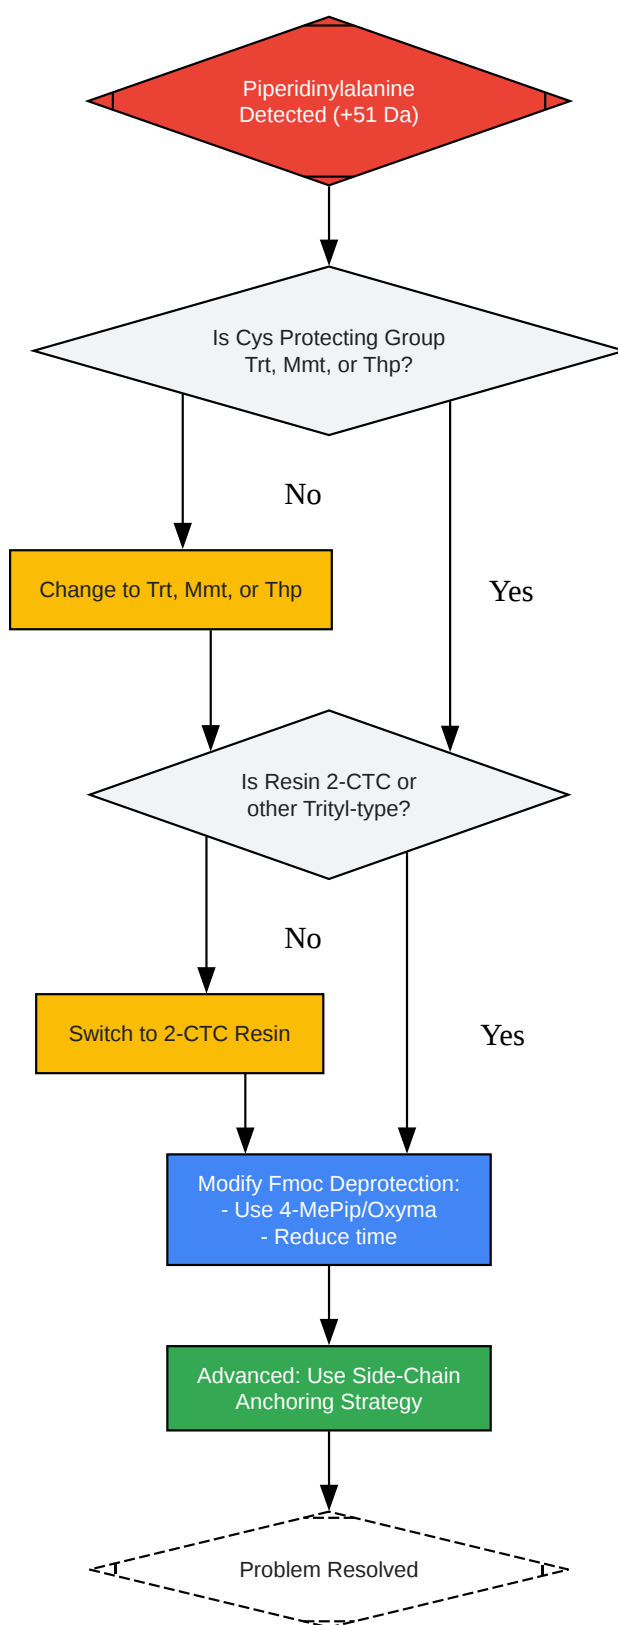 Piperidinylalanine
Detected (+51 Da)
Is Cys Protecting Group
Trt, Mmt, or Thp?
No
Change to Trt, Mmt, or Thp
Yes
Is Resin 2-CTC or
other Trityl-type?
No
Switch to 2-CTC Resin
Yes
Modify Fmoc Deprotection:
- Use 4-MePip/Oxyma
- Reduce time
Advanced: Use Side-Chain
Anchoring Strategy
Problem Resolved